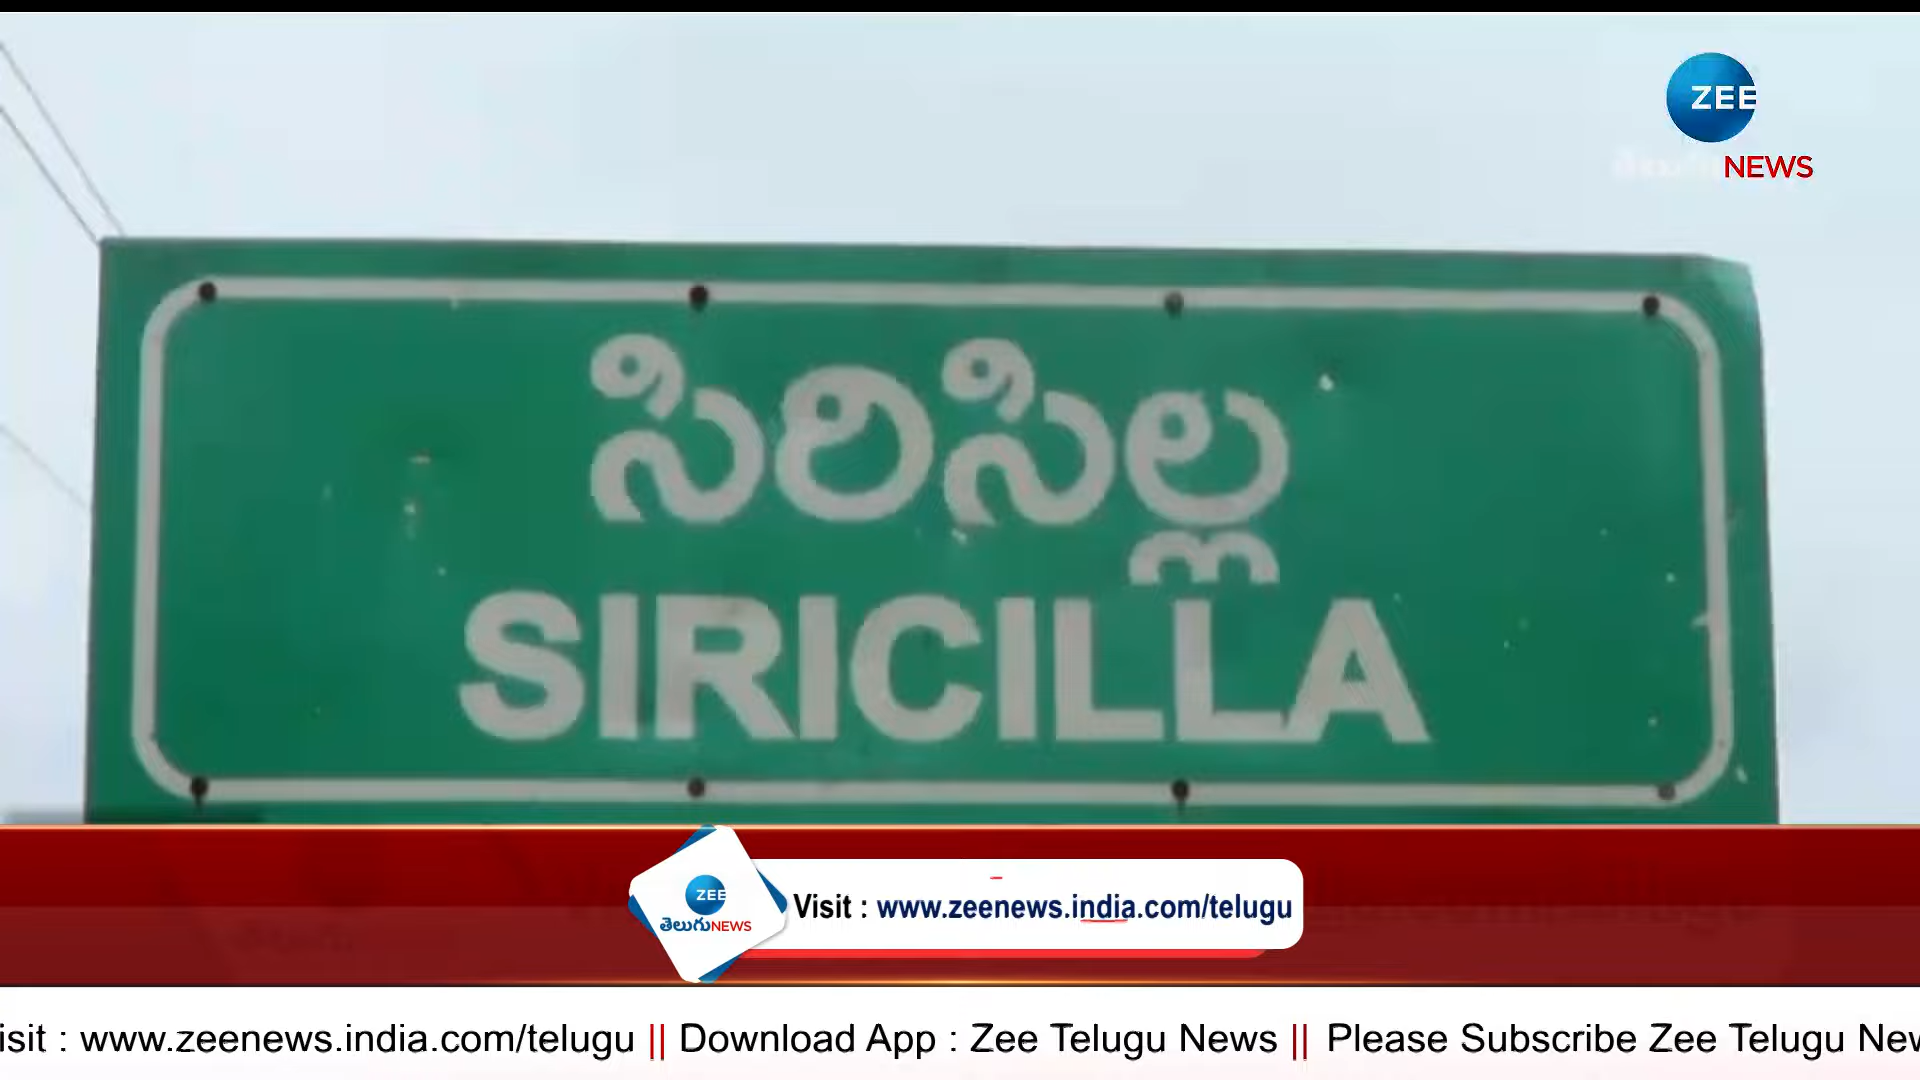 ZEE
NEWS
సిరిసిల్ల
SIRICILLA
ZEE
తెలుగుNEWS
Visit : www.zeenews.india.com/telugu
isit : www.zeenews.india.com/telugu || Download App : Zee Telugu News || Please Subscribe Zee Telugu New